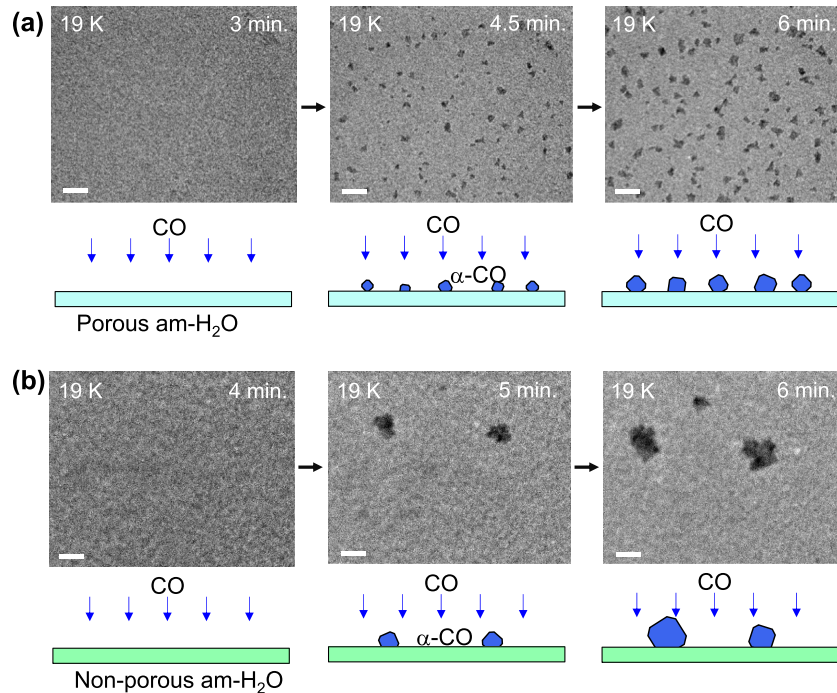 (a)
19 K 3 min.
19 K 4.5 min.
19 K 6 min.
CO
CO
CO
α-CO
Porous am-H₂O
(b)
19 K 4 min.
19 K 5 min.
19 K 6 min.
CO
CO
CO
α-CO
Non-porous am-H₂O